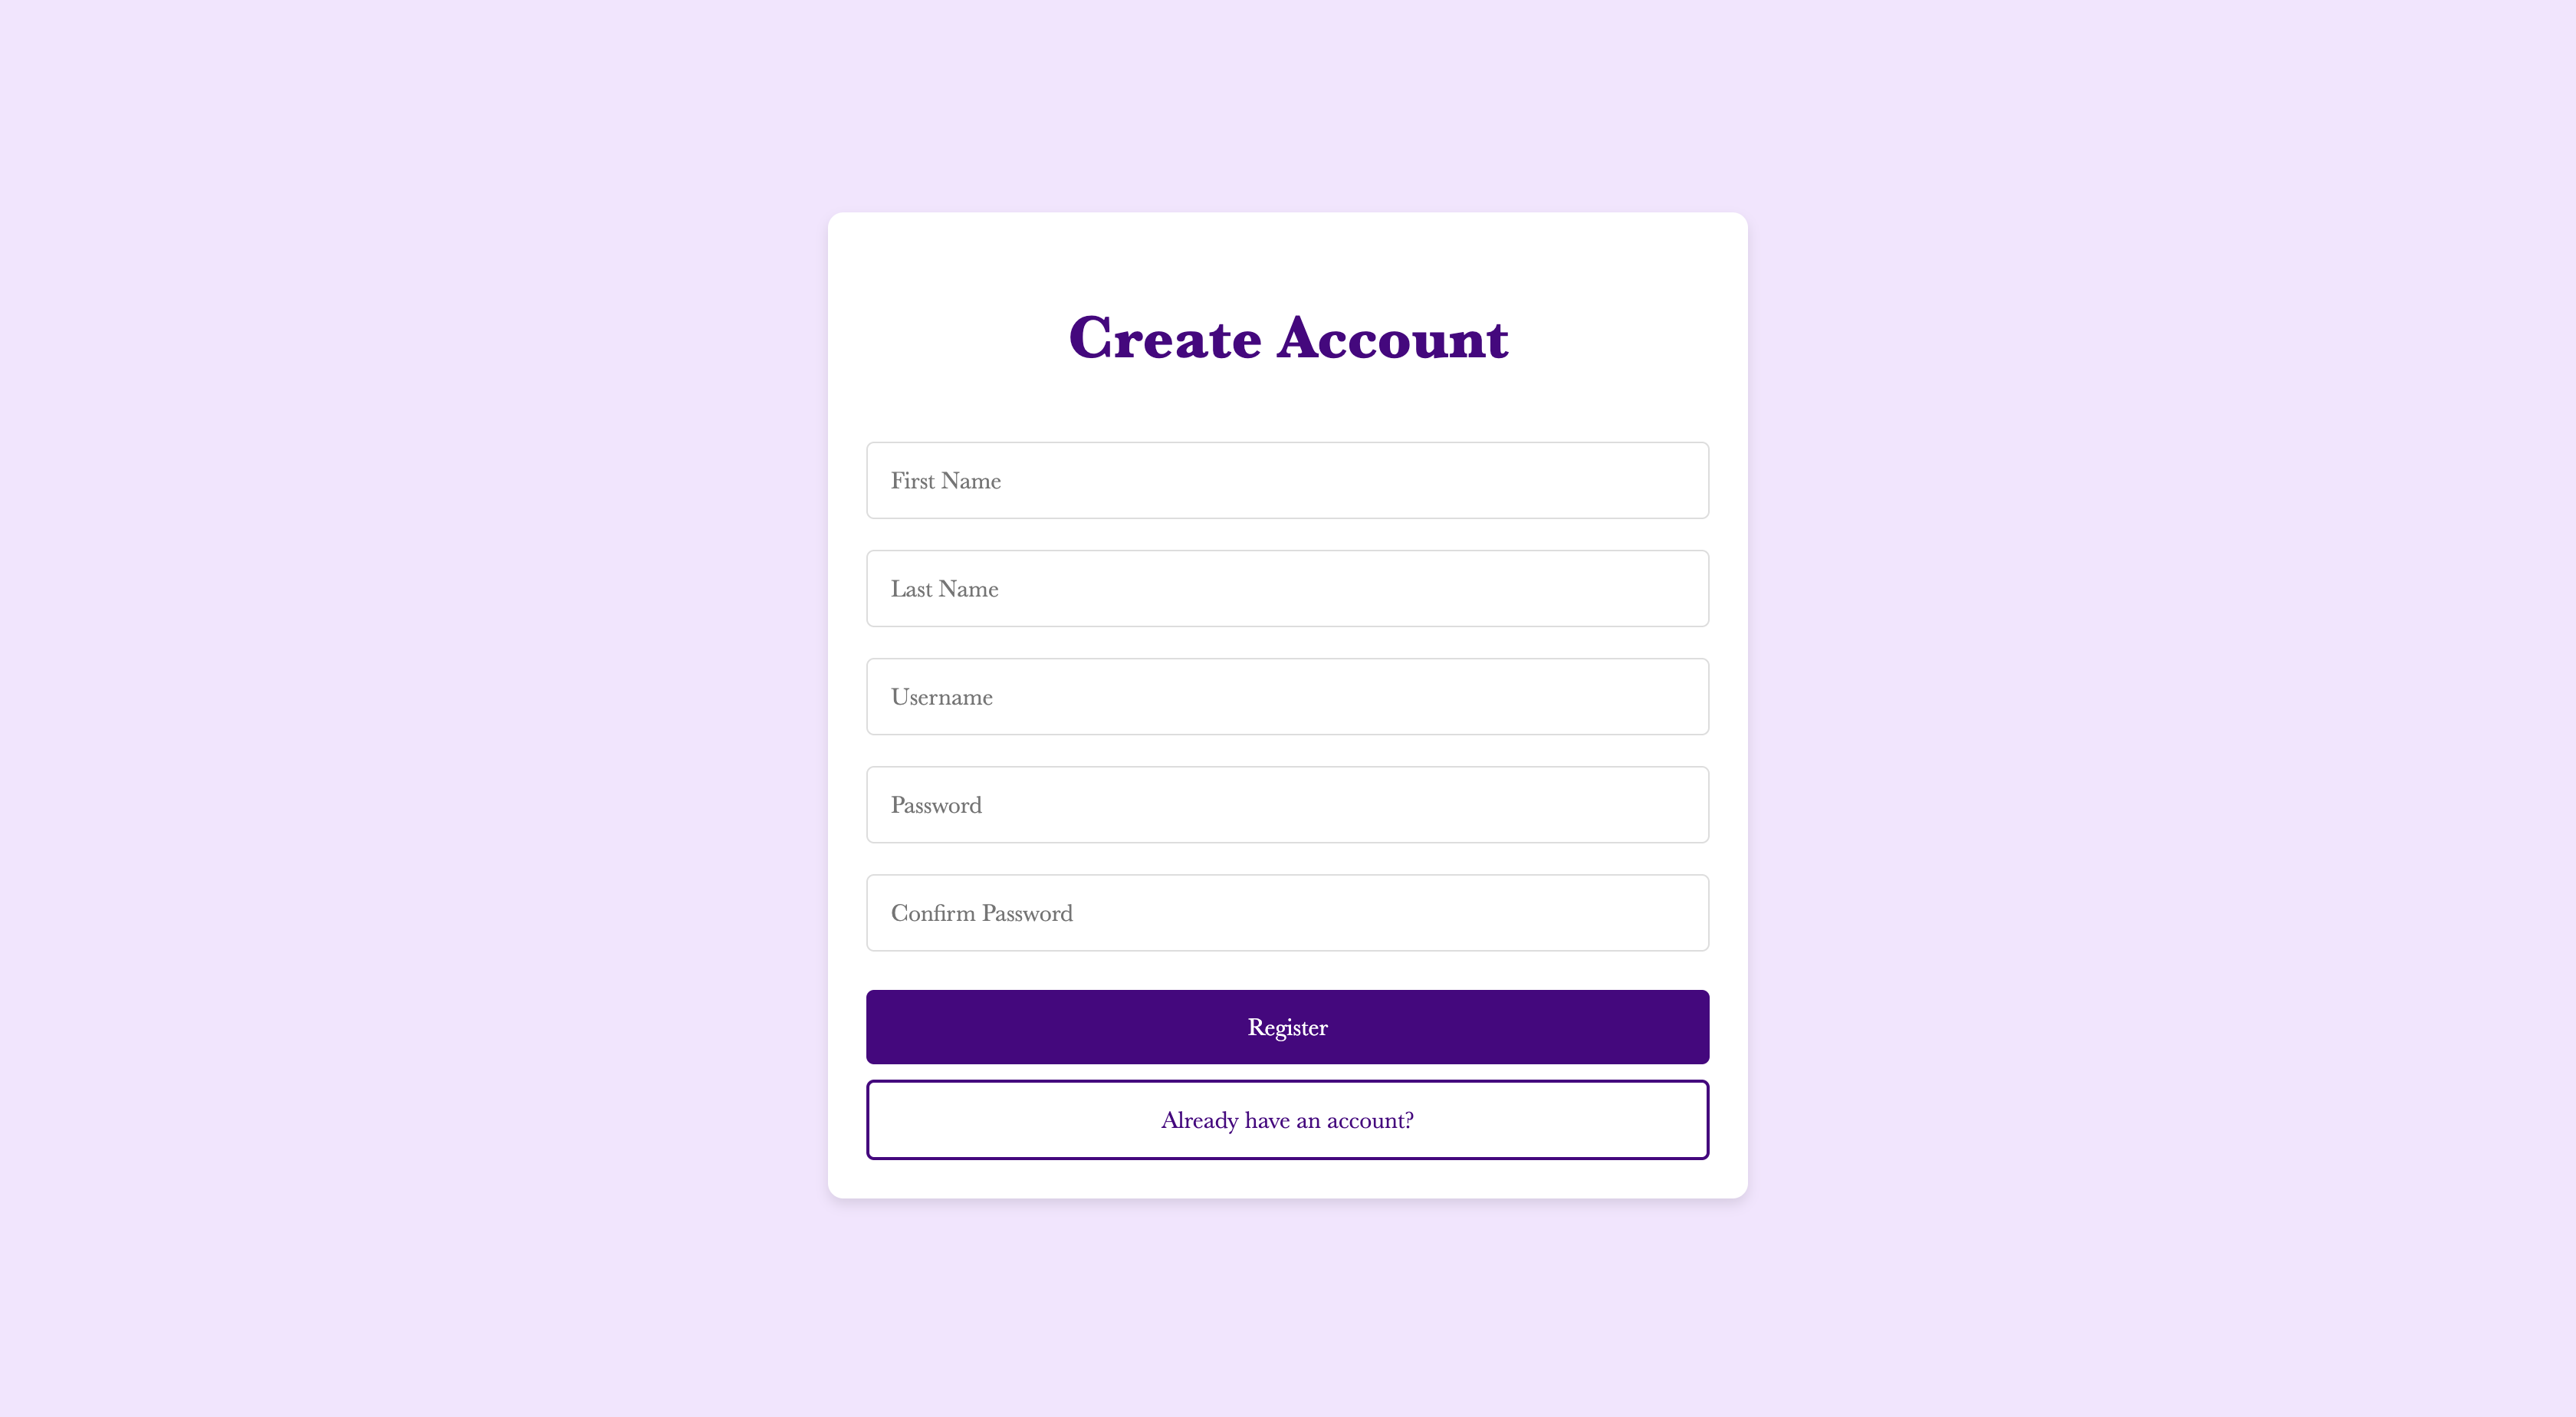 Create Account
First Name
Last Name
Username
Password
Confirm Password
Register
Already have an account?